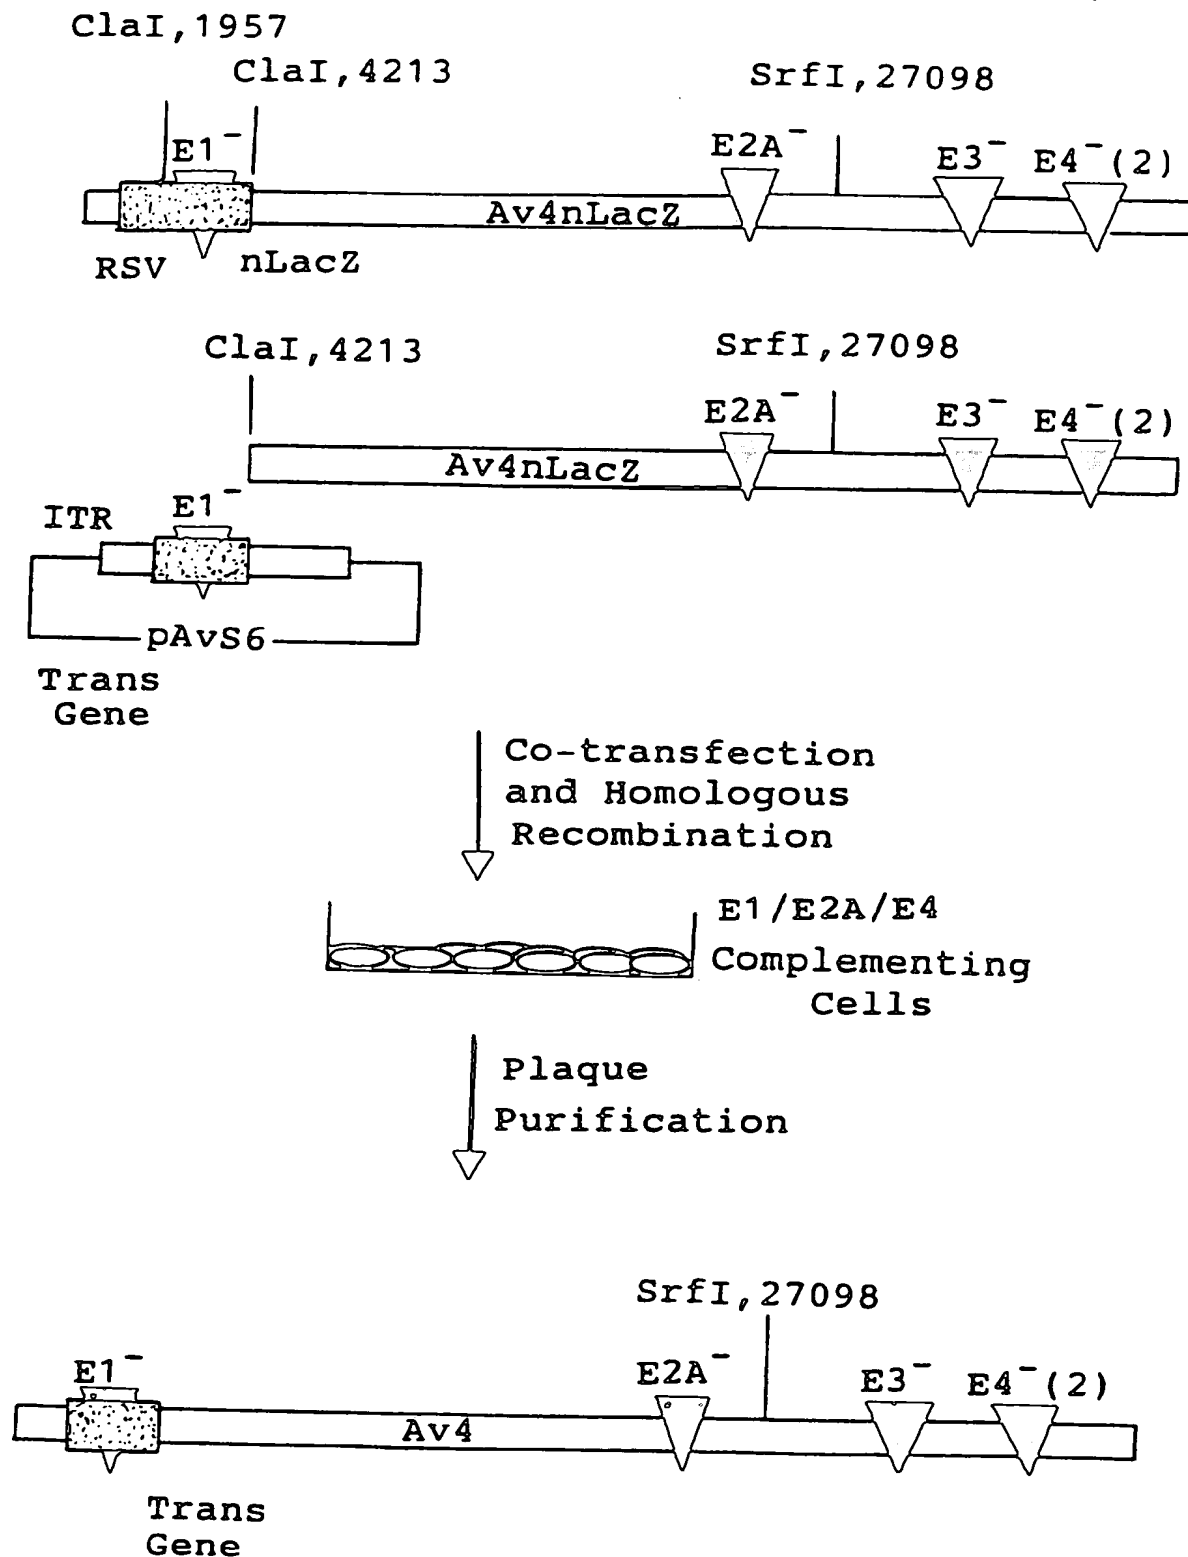 ClaI,1957
ClaI,4213
SrfI,27098
E1-
E2A-
E3-
E4-(2)
Av4nLacZ
RSV
nLacZ
ClaI,4213
SrfI,27098
E2A-
E3-
E4-(2)
Av4nLacZ
E1-
ITR
pAvS6
Trans
Gene
Co-transfection
and Homologous
Recombination
E1/E2A/E4
Complementing
Cells
Plaque
Purification
SrfI,27098
E1-
E2A-
E3-
E4-(2)
Av4
Trans
Gene